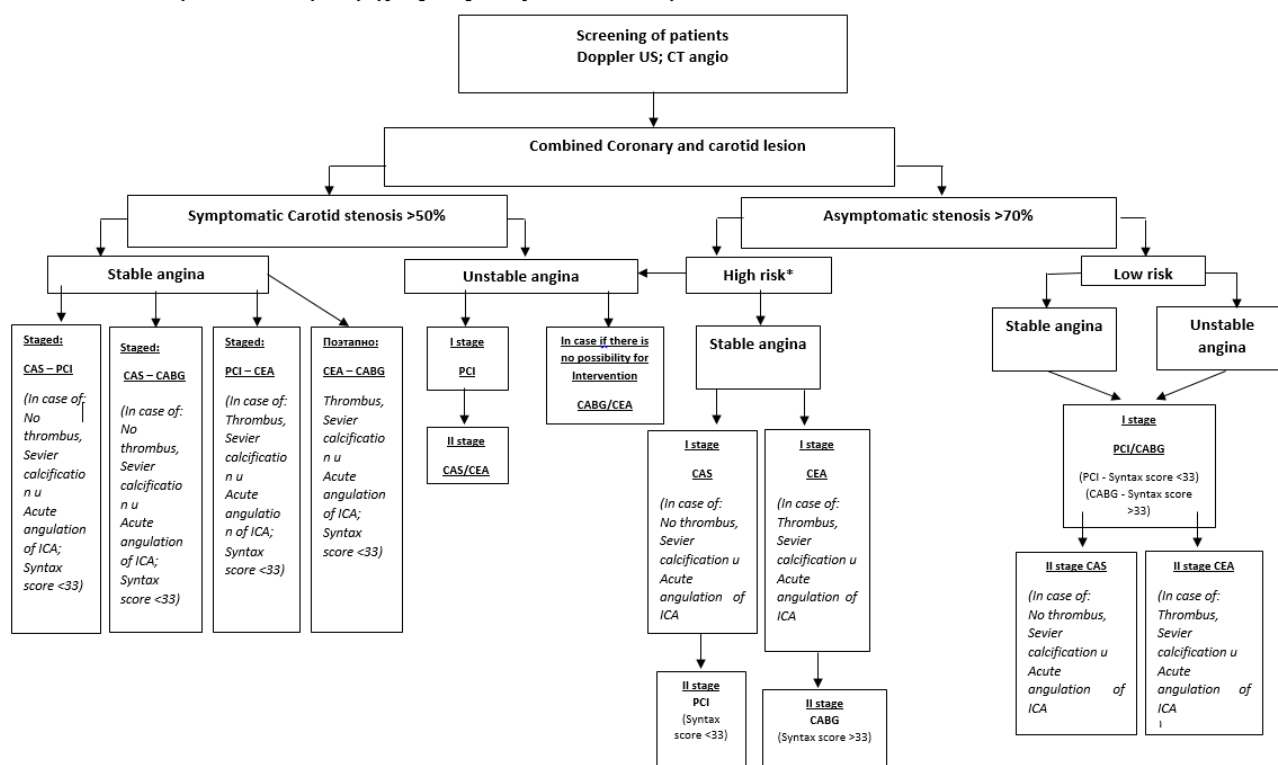 Screening of patients
Doppler US; CT angio
Combined Coronary and carotid lesion
Symptomatic Carotid stenosis >50%
Asymptomatic stenosis >70%
Stable angina
Unstable angina
High risk*
Low risk
Staged:
CAS – PCI
(In case of:
No
thrombus,
Sevier
calcificatio
n u
Acute
angulation
of ICA;
Syntax
score <33)
Staged:
CAS – CABG
(In case of:
No
thrombus,
Sevier
calcificatio
n u
Acute
angulation
of ICA;
Syntax
score <33)
Staged:
PCI – CEA
(In case of:
Thrombus,
Sevier
calcificatio
n u
Acute
angulatio
n of ICA;
Syntax
score <33)
Поэтапно:
CEA – CABG
Thrombus,
Sevier
calcificatio
n u
Acute
angulation
of ICA;
Syntax
score <33)
I stage
PCI
II stage
CAS/CEA
In case if there is
no possibility for
Intervention
CABG/CEA
Stable angina
I stage
CAS
(In case of:
No thrombus,
Sevier
calcification u
Acute
angulation of
ICA
II stage
PCI
(Syntax
score <33)
I stage
CEA
(In case of:
Thrombus,
Sevier
calcification u
Acute
angulation of
ICA
II stage
CABG
(Syntax score >33)
Stable angina
Unstable
angina
I stage
PCI/CABG
(PCI - Syntax score <33)
(CABG - Syntax score
>33)
II stage CAS
(In case of:
No thrombus,
Sevier
calcification u
Acute
angulation of
ICA
II stage CEA
(In case of:
Thrombus,
Sevier
calcification u
Acute
angulation of
ICA
)